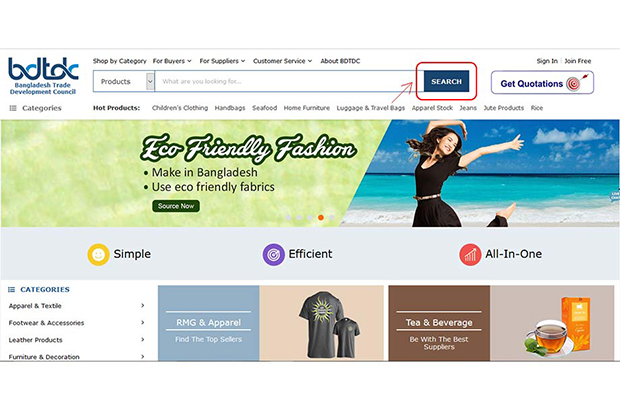 bdtdc
Bangladesh Trade
Development Council
Shop by Category For Buyers For Suppliers Customer Service About BDTDC
Sign In Join Free
Products What are you looking for... SEARCH
Get Quotations
Categories
Hot Products: Children's Clothing Handbags Seafood Home Furniture Luggage & Travel Bags Apparel Stock Jeans Jute Products Rice
Eco Friendly Fashion
• Make in Bangladesh
• Use eco friendly fabrics
Source Now
Simple Efficient All-In-One
CATEGORIES
Apparel & Textile
Footwear & Accessories
Leather Products
Furniture & Decoration
RMG & Apparel
Find The Top Sellers
Tea & Beverage
Be With The Best
Suppliers